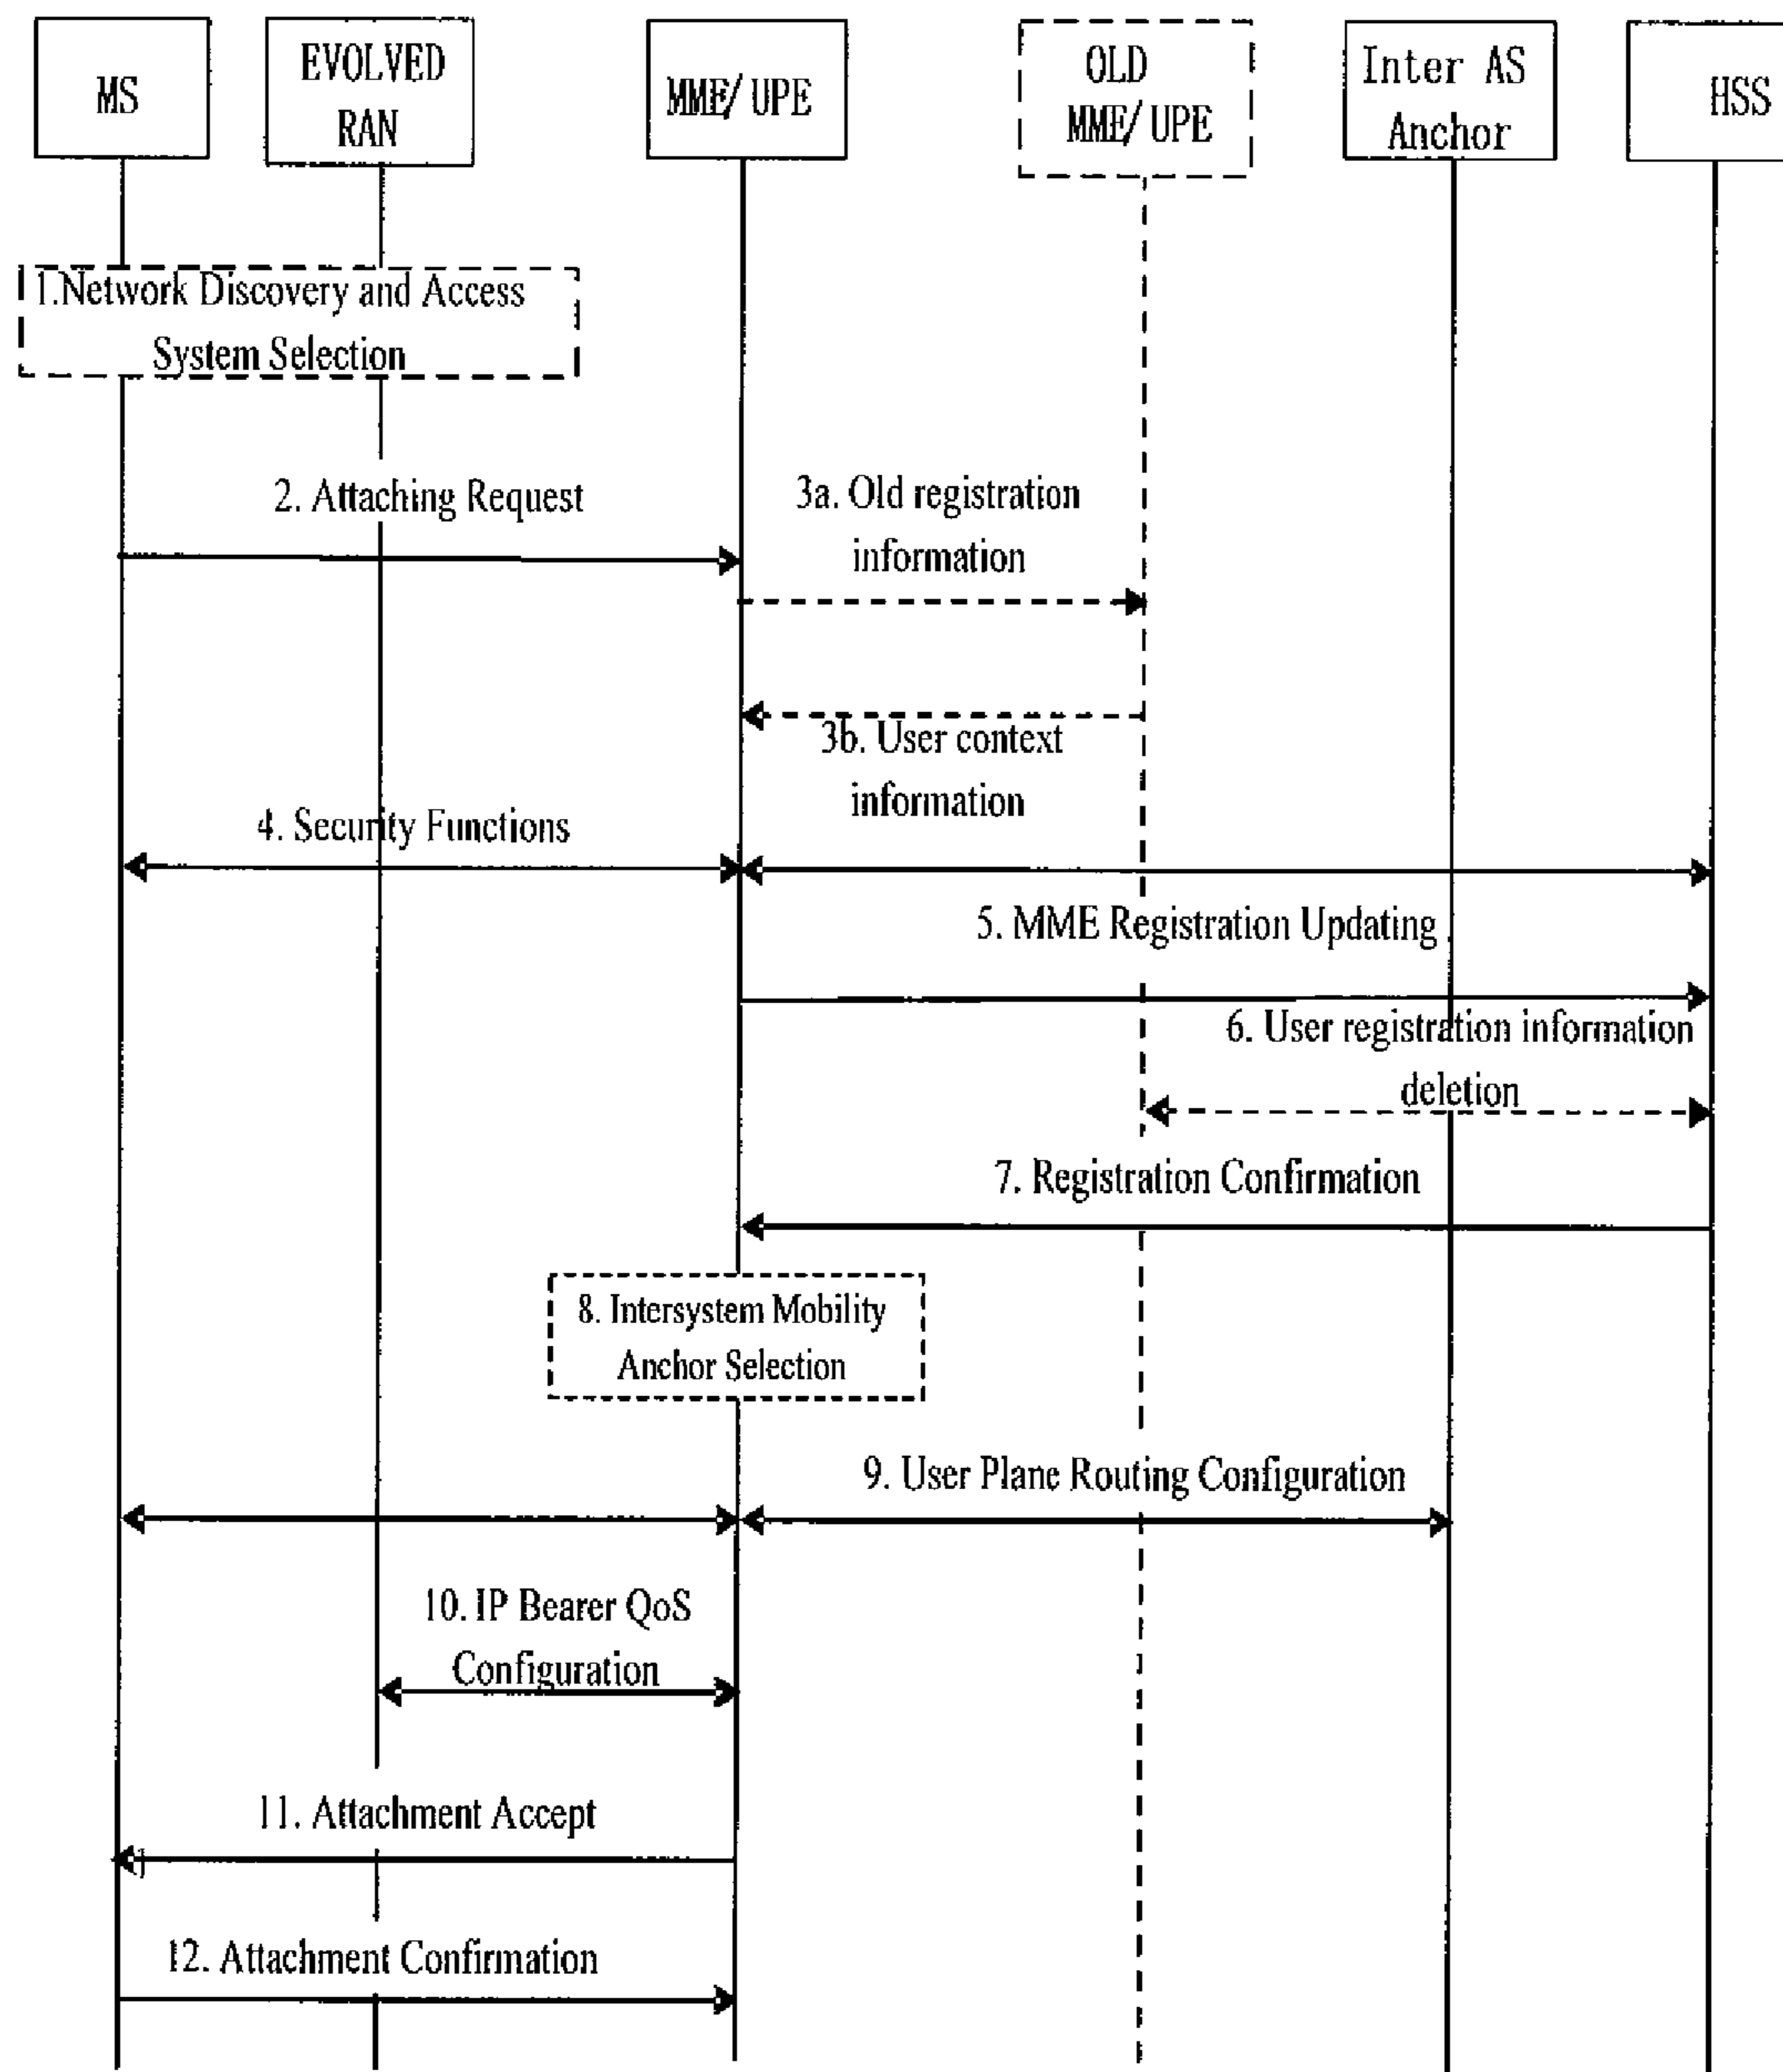 MS
EVOLVED
RAN
MME/ UPE
OLD
MME/ UPE
Inter AS
Anchor
HSS
1.Network Discovery and Access
System Selection
2. Attaching Request
3a. Old registration
information
3b. User context
information
4. Security Functions
5. MME Registration Updating
6. User registration information
deletion
7. Registration Confirmation
8. Intersystem Mobility
Anchor Selection
9. User Plane Routing Configuration
10. IP Bearer QoS
Configuration
11. Attachment Accept
12. Attachment Confirmation